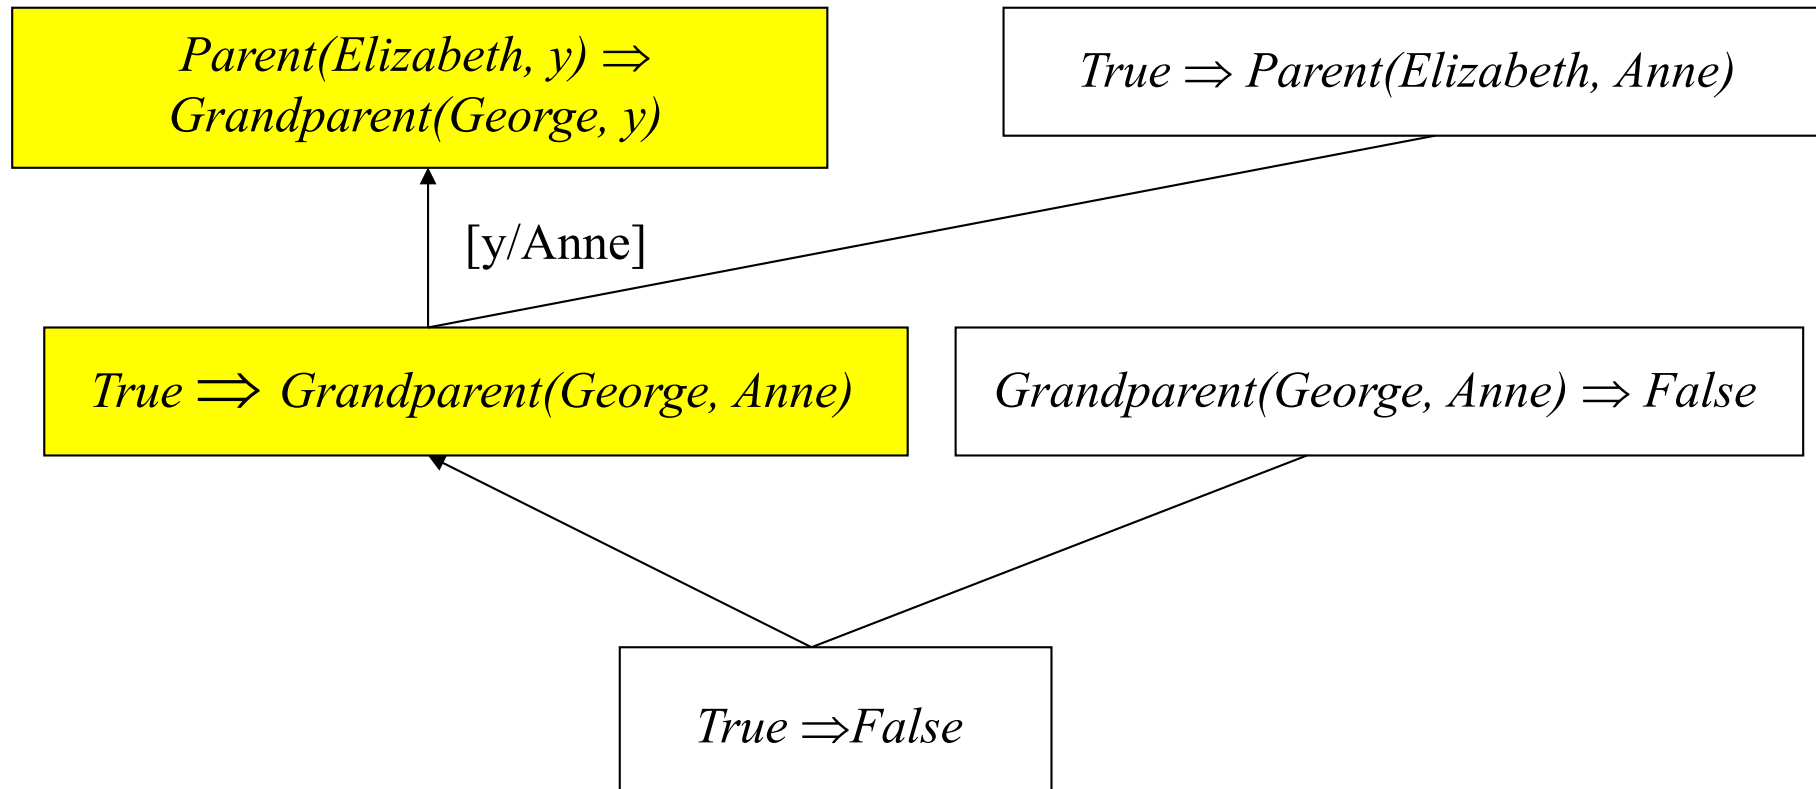 Parent(Elizabeth, y) ⇒
Grandparent(George, y)
True ⇒ Parent(Elizabeth, Anne)
[y/Anne]
True ⇒ Grandparent(George, Anne)
Grandparent(George, Anne) ⇒ False
True ⇒False